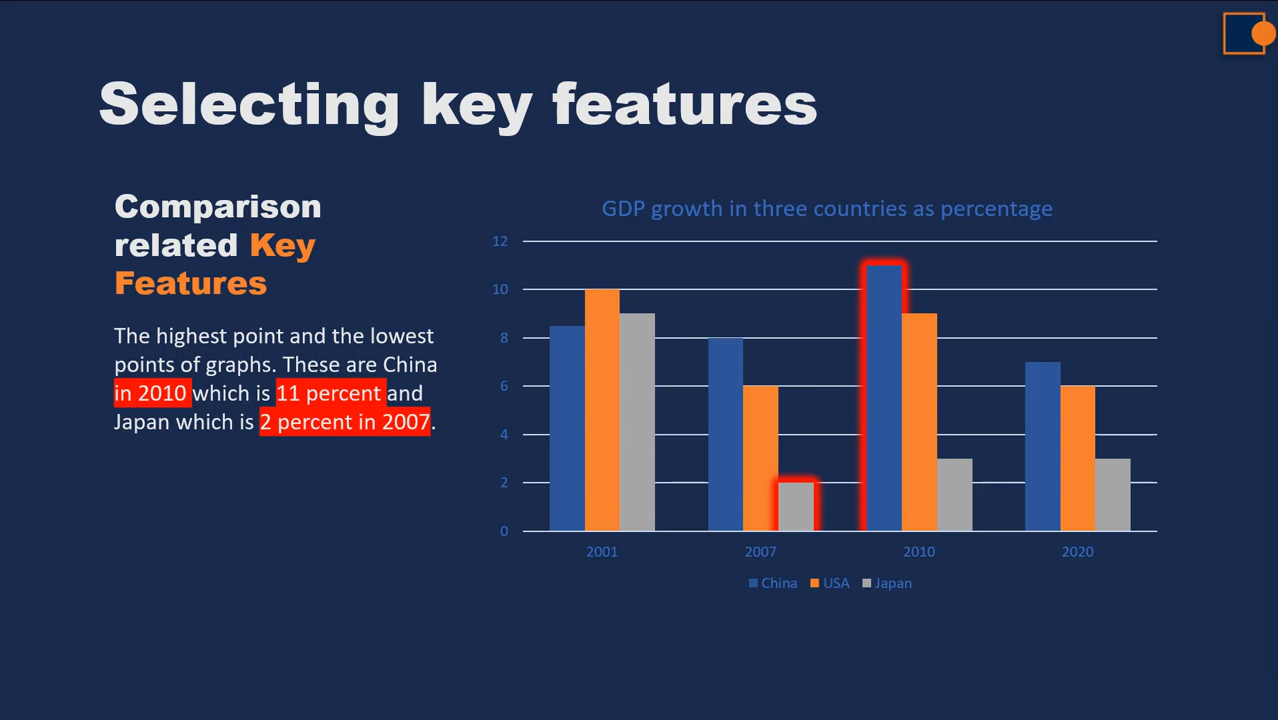 Selecting key features
Comparison
related Key
Features
The highest point and the lowest
points of graphs. These are China
in 2010 which is 11 percent and
Japan which is 2 percent in 2007.
GDP growth in three countries as percentage
12
10
8
6
4
2
0
2001 2007 2010 2020
China USA Japan